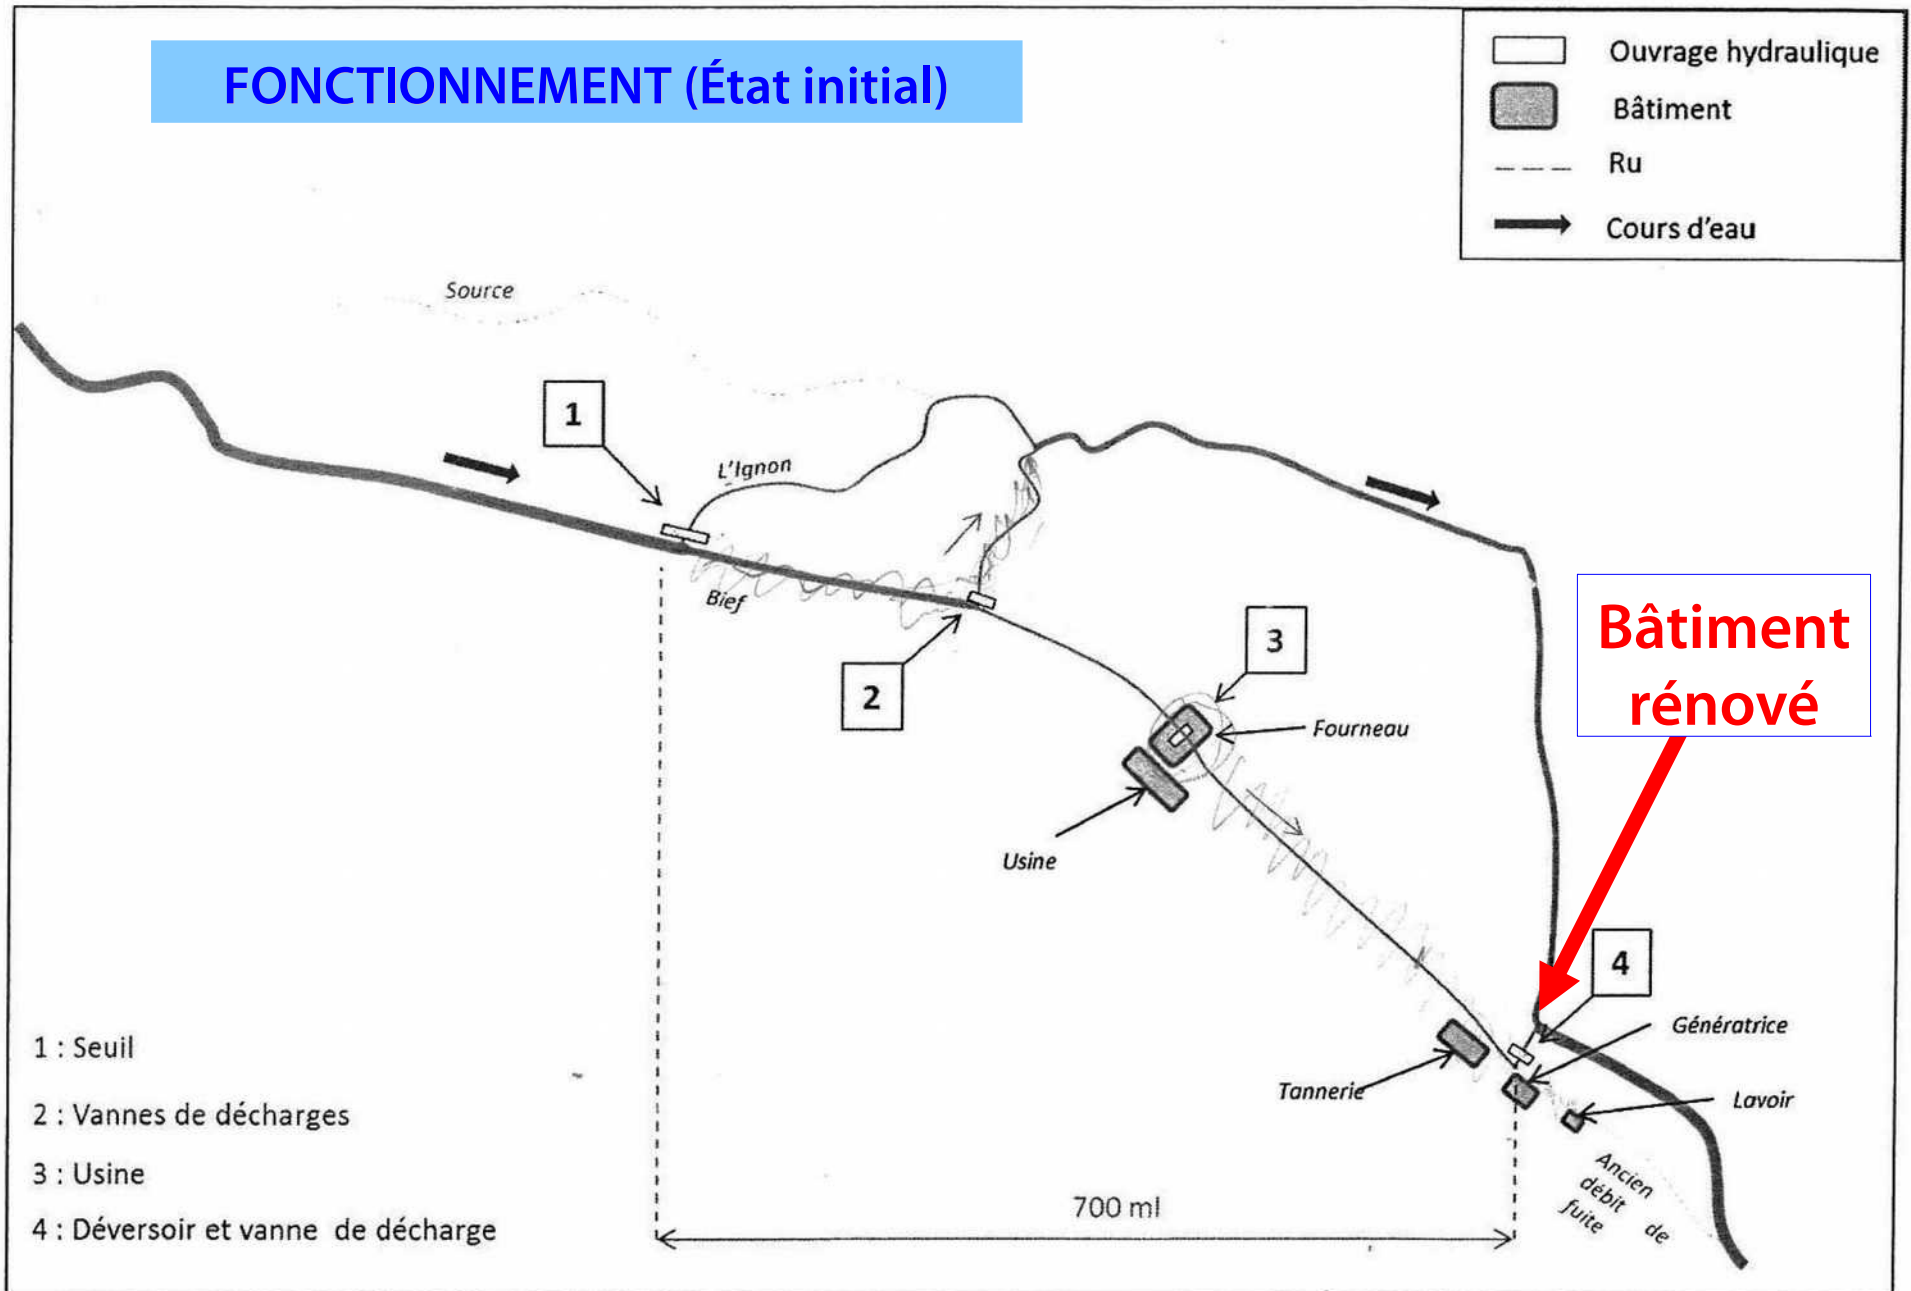 FONCTIONNEMENT (État initial)
Ouvrage hydraulique
Bâtiment
Ru
Cours d'eau
Source
1
L'Ignon
Bief
2
3
Fourneau
Usine
Bâtiment
rénové
4
Génératrice
Tannerie
Lavoir
Ancien
débit de
fuite
700 ml
1 : Seuil
2 : Vannes de décharges
3 : Usine
4 : Déversoir et vanne de décharge